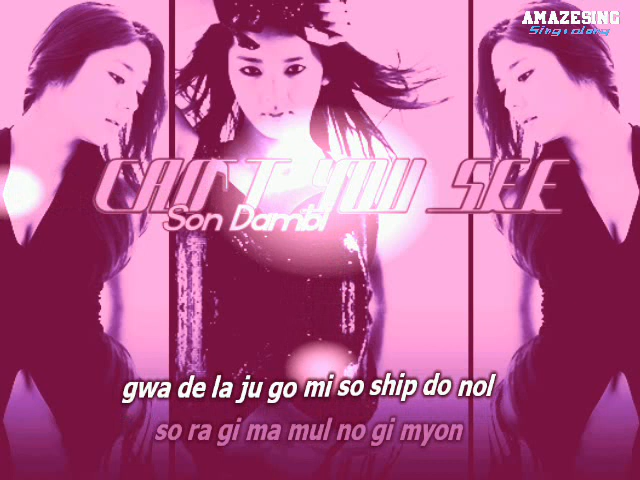 AMAZESING
Sing-along
CAN'T YOU SEE
Son Dambi
gwa de la ju go mi so ship do nol
so ra gi ma mul no gi myon